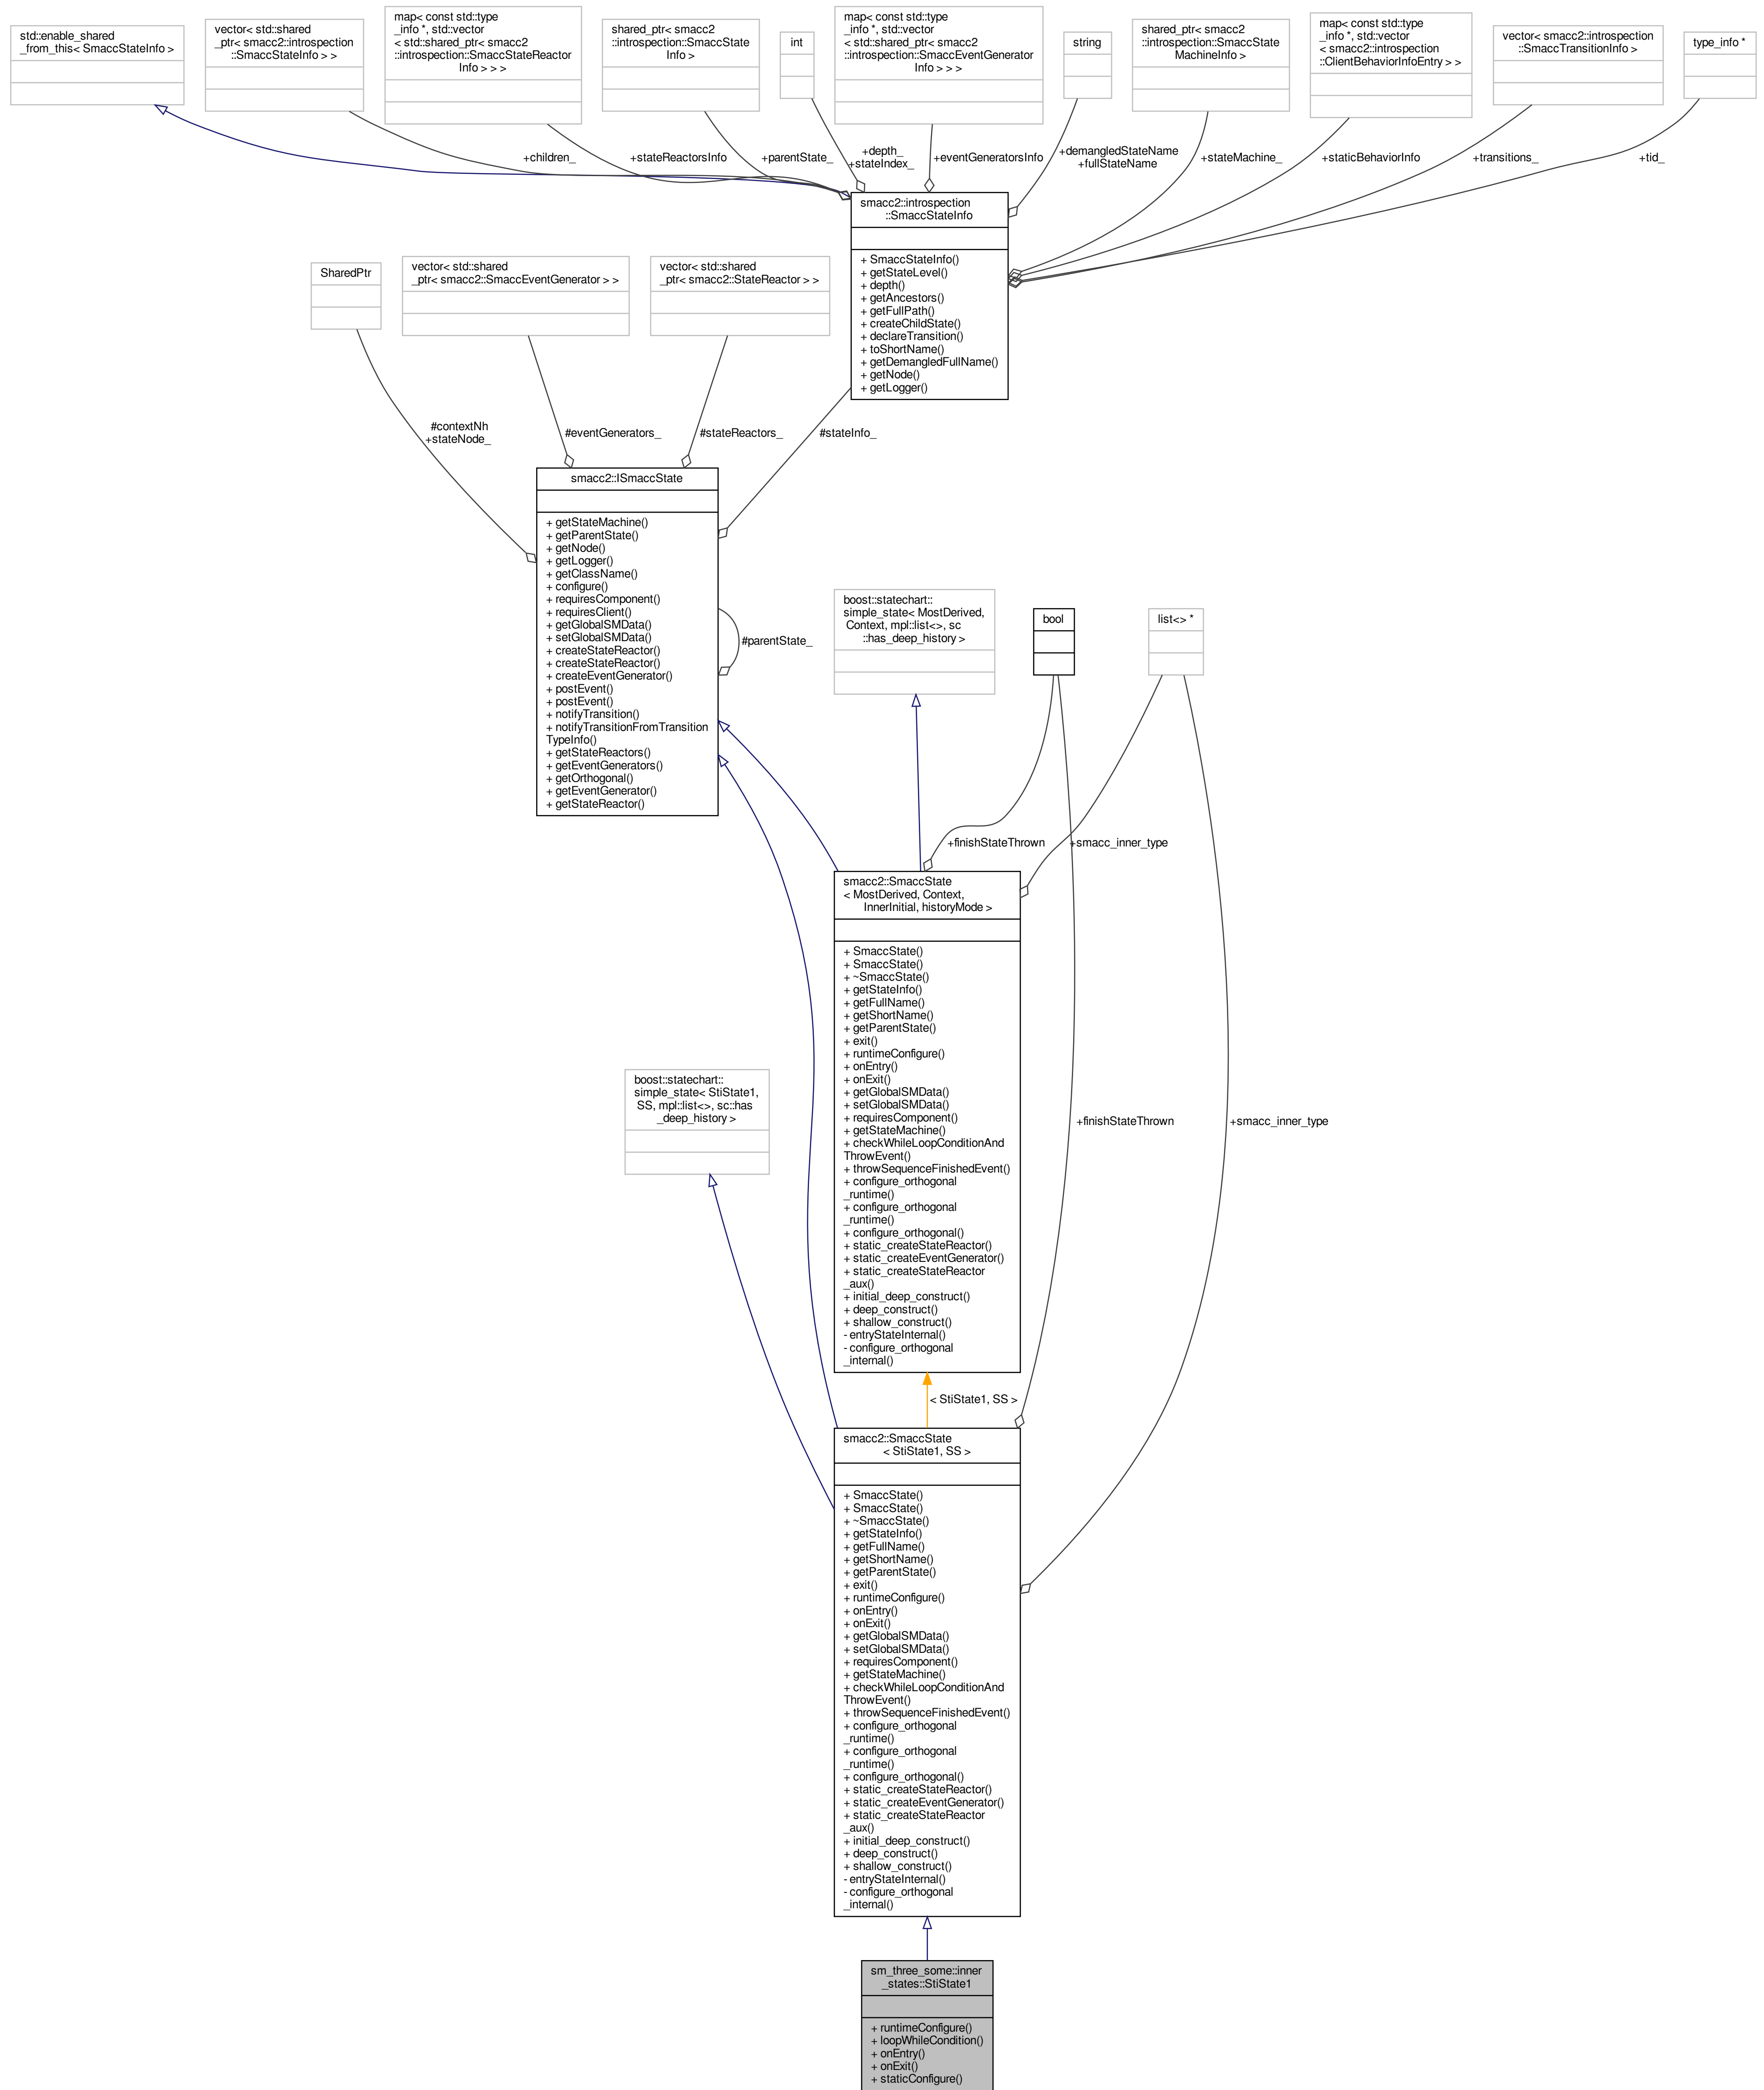 std::enable_shared
_from_this< SmaccStateInfo >
vector< std::shared
_ptr< smacc2::introspection
::SmaccStateInfo > >
map< const std::type
_info *, std::vector
< std::shared_ptr< smacc2
::introspection::SmaccStateReactor
Info > > >
shared_ptr< smacc2
::introspection::SmaccState
Info >
int
map< const std::type
_info *, std::vector
< std::shared_ptr< smacc2
::introspection::SmaccEventGenerator
Info > > >
string
shared_ptr< smacc2
::introspection::SmaccState
MachineInfo >
map< const std::type
_info *, std::vector
< smacc2::introspection
::ClientBehaviorInfoEntry > >
vector< smacc2::introspection
::SmaccTransitionInfo >
type_info *
+children_
+stateReactorsInfo
+parentState_
+depth_
+stateIndex_
+eventGeneratorsInfo
+demangledStateName
+fullStateName
+stateMachine_
+staticBehaviorInfo
+transitions_
+tid_
smacc2::introspection
::SmaccStateInfo
+ SmaccStateInfo()
+ getStateLevel()
+ depth()
+ getAncestors()
+ getFullPath()
+ createChildState()
+ declareTransition()
+ toShortName()
+ getDemangledFullName()
+ getNode()
+ getLogger()
SharedPtr
vector< std::shared
_ptr< smacc2::SmaccEventGenerator > >
vector< std::shared
_ptr< smacc2::StateReactor > >
#contextNh
+stateNode_
#eventGenerators_
#stateReactors_
#stateInfo_
smacc2::ISmaccState
+ getStateMachine()
+ getParentState()
+ getNode()
+ getLogger()
+ getClassName()
+ configure()
+ requiresComponent()
+ requiresClient()
+ getGlobalSMData()
+ setGlobalSMData()
+ createStateReactor()
+ createStateReactor()
+ createEventGenerator()
+ postEvent()
+ postEvent()
+ notifyTransition()
+ notifyTransitionFromTransition
TypeInfo()
+ getStateReactors()
+ getEventGenerators()
+ getOrthogonal()
+ getEventGenerator()
+ getStateReactor()
#parentState_
boost::statechart::
simple_state< MostDerived,
Context, mpl::list<>, sc
::has_deep_history >
bool
list<> *
+finishStateThrown
+smacc_inner_type
smacc2::SmaccState
< MostDerived, Context,
InnerInitial, historyMode >
+ SmaccState()
+ SmaccState()
+ ~SmaccState()
+ getStateInfo()
+ getFullName()
+ getShortName()
+ getParentState()
+ exit()
+ runtimeConfigure()
+ onEntry()
+ onExit()
+ getGlobalSMData()
+ setGlobalSMData()
+ requiresComponent()
+ getStateMachine()
+ checkWhileLoopConditionAnd
ThrowEvent()
+ throwSequenceFinishedEvent()
+ configure_orthogonal
_runtime()
+ configure_orthogonal
_runtime()
+ configure_orthogonal()
+ static_createStateReactor()
+ static_createEventGenerator()
+ static_createStateReactor
_aux()
+ initial_deep_construct()
+ deep_construct()
+ shallow_construct()
- entryStateInternal()
- configure_orthogonal
_internal()
boost::statechart::
simple_state< StiState1,
SS, mpl::list<>, sc::has
_deep_history >
+finishStateThrown
+smacc_inner_type
< StiState1, SS >
smacc2::SmaccState
< StiState1, SS >
+ SmaccState()
+ SmaccState()
+ ~SmaccState()
+ getStateInfo()
+ getFullName()
+ getShortName()
+ getParentState()
+ exit()
+ runtimeConfigure()
+ onEntry()
+ onExit()
+ getGlobalSMData()
+ setGlobalSMData()
+ requiresComponent()
+ getStateMachine()
+ checkWhileLoopConditionAnd
ThrowEvent()
+ throwSequenceFinishedEvent()
+ configure_orthogonal
_runtime()
+ configure_orthogonal
_runtime()
+ configure_orthogonal()
+ static_createStateReactor()
+ static_createEventGenerator()
+ static_createStateReactor
_aux()
+ initial_deep_construct()
+ deep_construct()
+ shallow_construct()
- entryStateInternal()
- configure_orthogonal
_internal()
sm_three_some::inner
_states::StiState1
+ runtimeConfigure()
+ loopWhileCondition()
+ onEntry()
+ onExit()
+ staticConfigure()